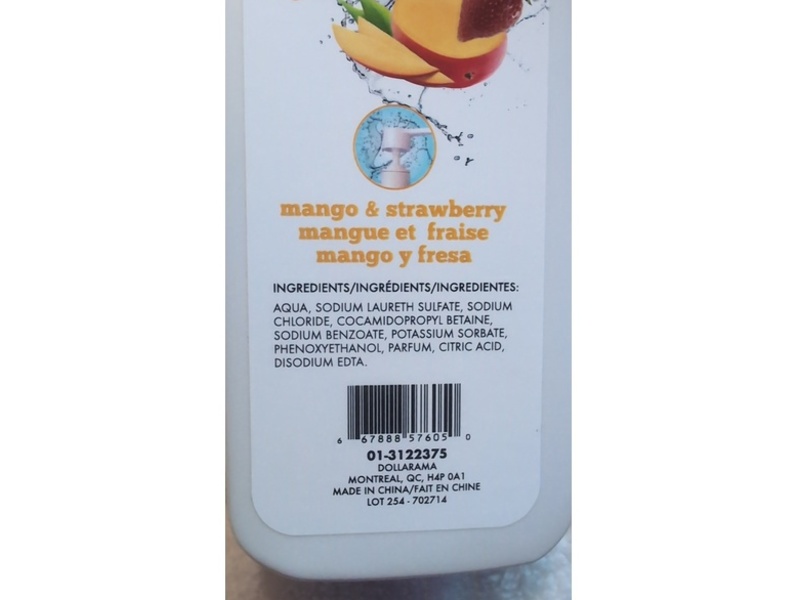 mango & strawberry
mangue et fraise
mango y fresa
INGREDIENTS/INGRÉDIENTS/INGREDIENTES:
AQUA, SODIUM LAURETH SULFATE, SODIUM
CHLORIDE, COCAMIDOPROPYL BETAINE,
SODIUM BENZOATE, POTASSIUM SORBATE,
PHENOXYETHANOL, PARFUM, CITRIC ACID,
DISODIUM EDTA.
6 67888 57605 0
01-3122375
DOLLARAMA
MONTREAL, QC, H4P 0A1
MADE IN CHINA/FAIT EN CHINE
LOT 254 - 702714